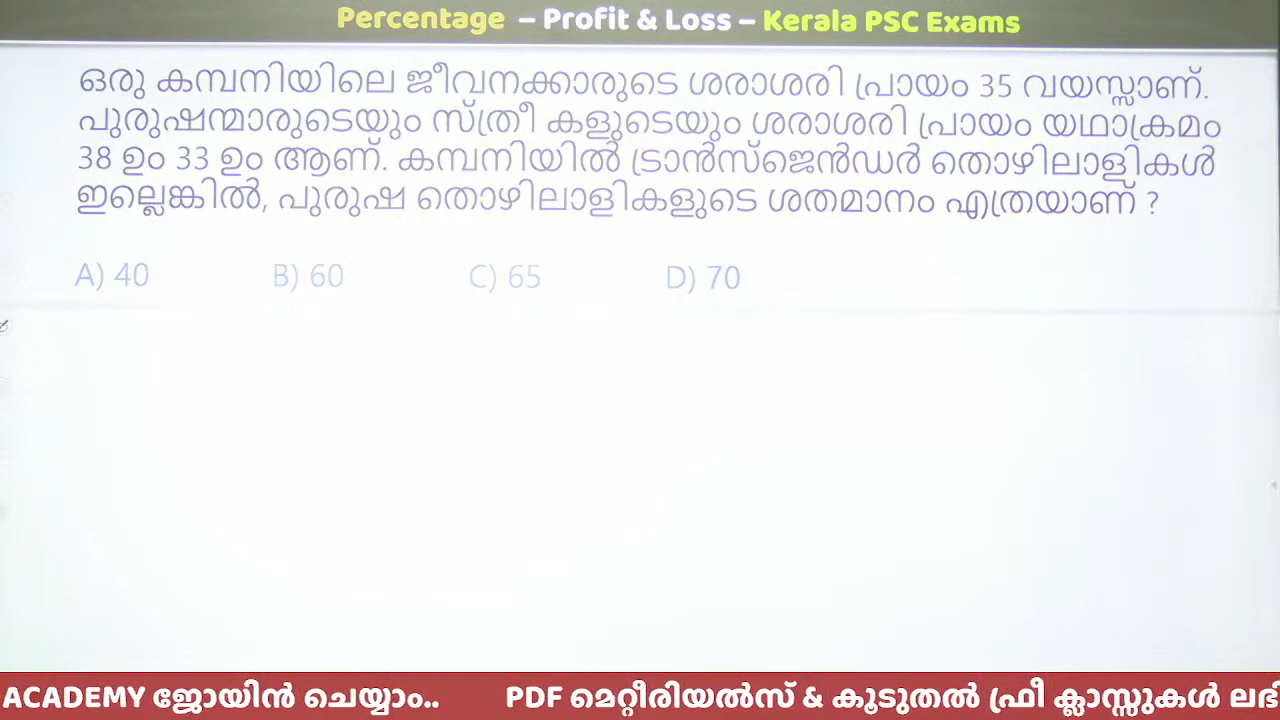 Percentage – Profit & Loss – Kerala PSC Exams
ഒരു കമ്പനിയിലെ ജീവനക്കാരുടെ ശരാശരി പ്രായം 35 വയസ്സാണ്.
പുരുഷന്മാരുടെയും സ്ത്രീ കളുടെയും ശരാശരി പ്രായം യഥാക്രമം
38 ഉം 33 ഉം ആണ്. കമ്പനിയിൽ ട്രാൻസ്ജെൻഡർ തൊഴിലാളികൾ
ഇല്ലെങ്കിൽ, പുരുഷ തൊഴിലാളികളുടെ ശതമാനം എത്രയാണ് ?
A) 40 B) 60 C) 65 D) 70
ACADEMY ജോയിൻ ചെയ്യാം.. PDF മെറ്റീരിയൽസ് & കൂടുതൽ ഫ്രീ ക്ലാസ്സുകൾ ലഭി